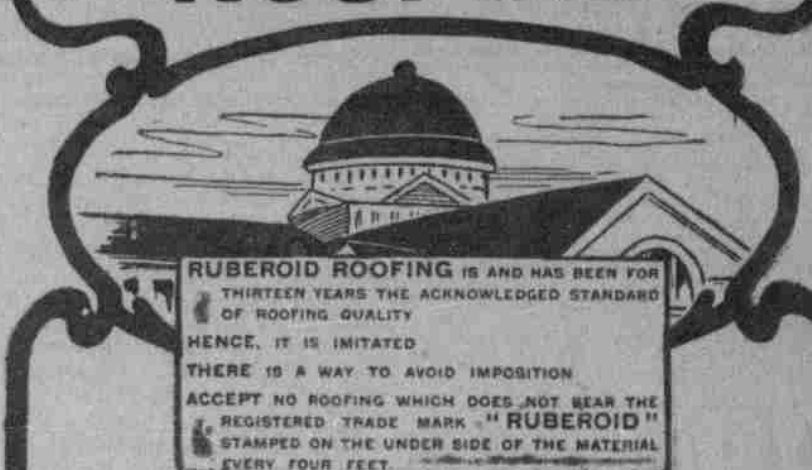 RUBEROID ROOFING IS AND HAS BEEN FOR
THIRTEEN YEARS THE ACKNOWLEDGED STANDARD
OF ROOFING QUALITY
HENCE, IT IS IMITATED
THERE IS A WAY TO AVOID IMPOSITION
ACCEPT NO ROOFING WHICH DOES NOT BEAR THE
REGISTERED TRADE MARK "RUBEROID"
STAMPED ON THE UNDER SIDE OF THE MATERIAL
EVERY FOUR FEET